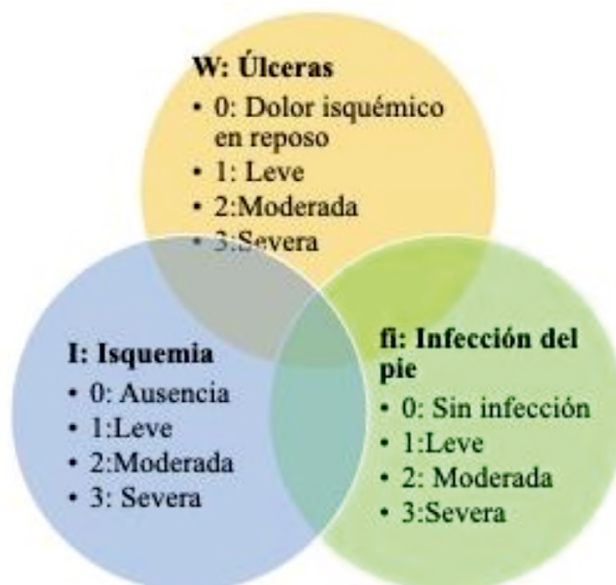 W: Úlceras
• 0: Dolor isquémico
en reposo
• 1: Leve
• 2:Moderada
• 3:Severa
I: Isquemia
• 0: Ausencia
• 1:Leve
• 2:Moderada
• 3: Severa
fi: Infección del
pie
• 0: Sin infección
• 1:Leve
• 2: Moderada
• 3:Severa